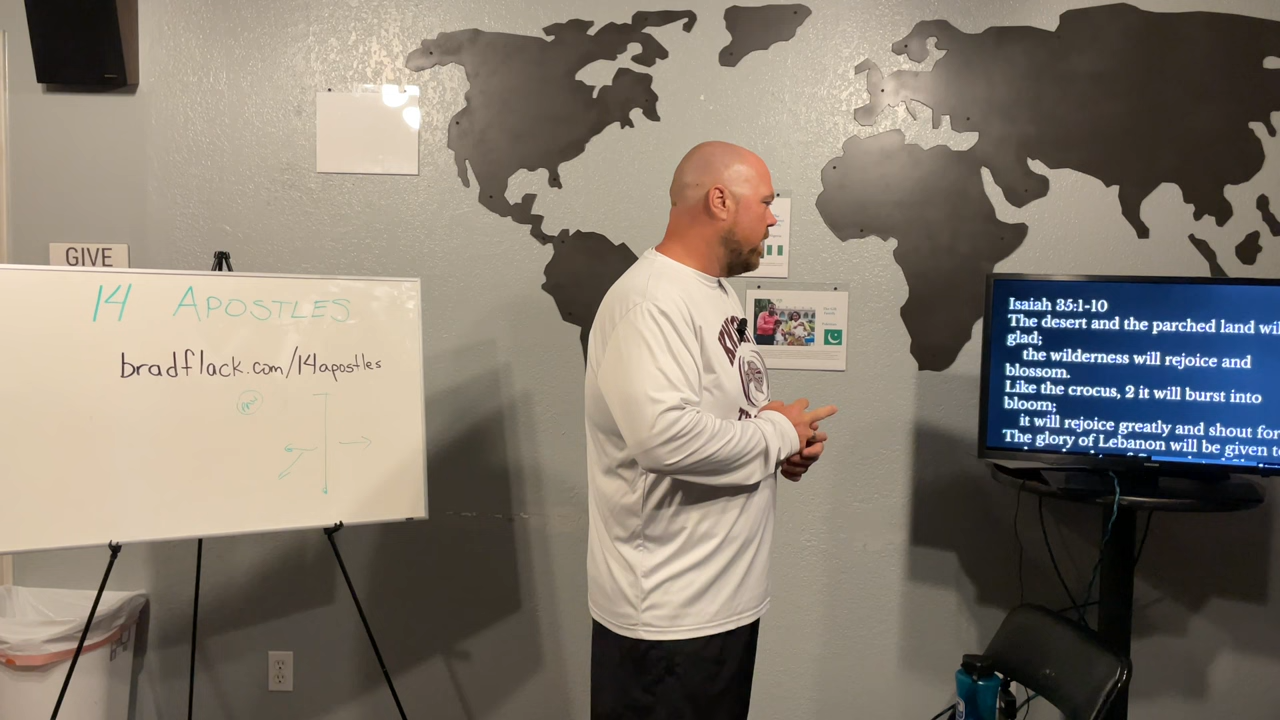 GIVE
14 APOSTLES
bradflack.com/14apostles
Isaiah 35:1-10
The desert and the parched land wil
glad;
the wilderness will rejoice and
blossom.
Like the crocus, 2 it will burst into
bloom;
it will rejoice greatly and shout for
The glory of Lebanon will be given to